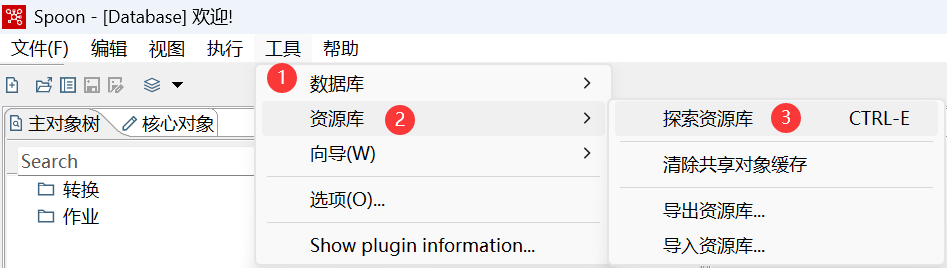 Spoon - [Database] 欢迎!
文件(F) 编辑 视图 执行 工具 帮助
1 数据库
主对象树 核心对象 资源库 2 探索资源库 3 CTRL-E
Search 向导(W) 清除共享对象缓存
转换 选项(O)... 导出资源库...
作业
Show plugin information... 导入资源库...